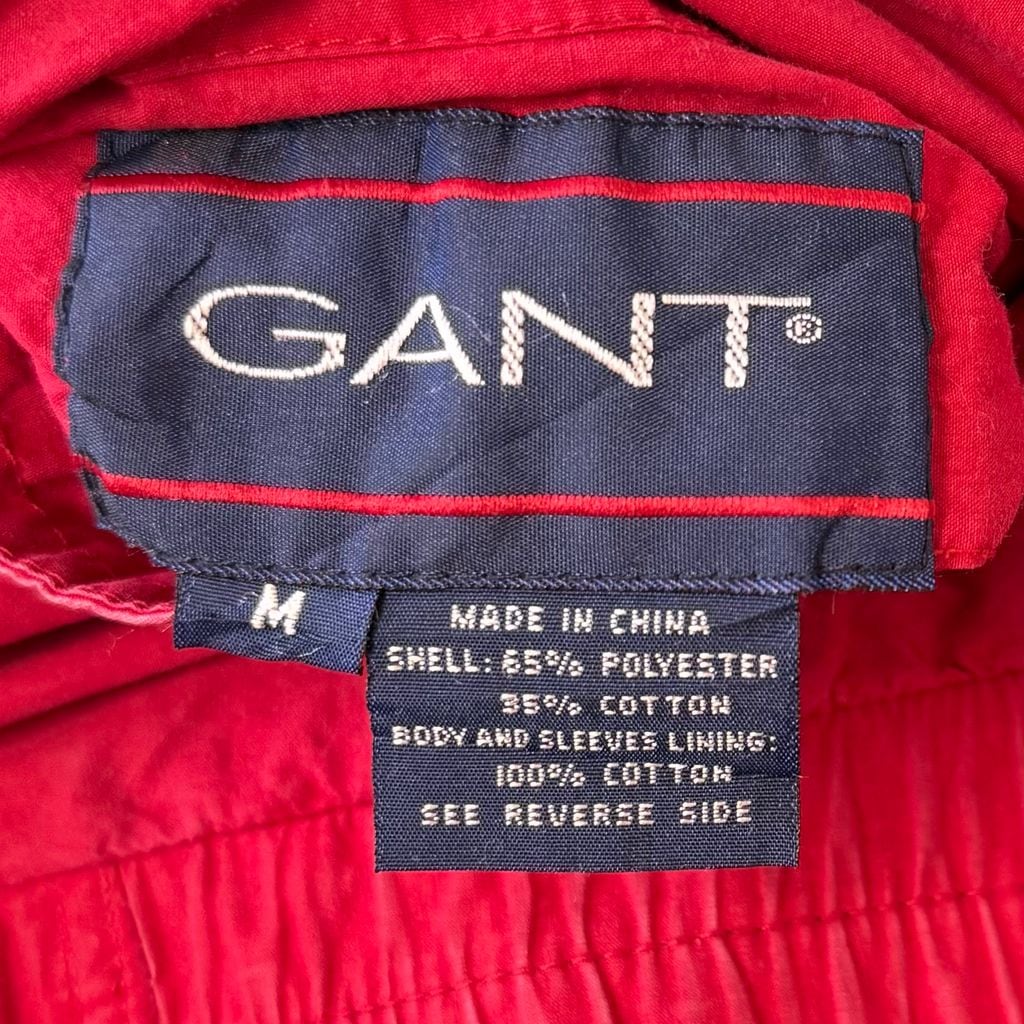 GANT®
M
MADE IN CHINA
SHELL: 65% POLYESTER
35% COTTON
BODY AND SLEEVES LINING:
100% COTTON
SEE REVERSE SIDE